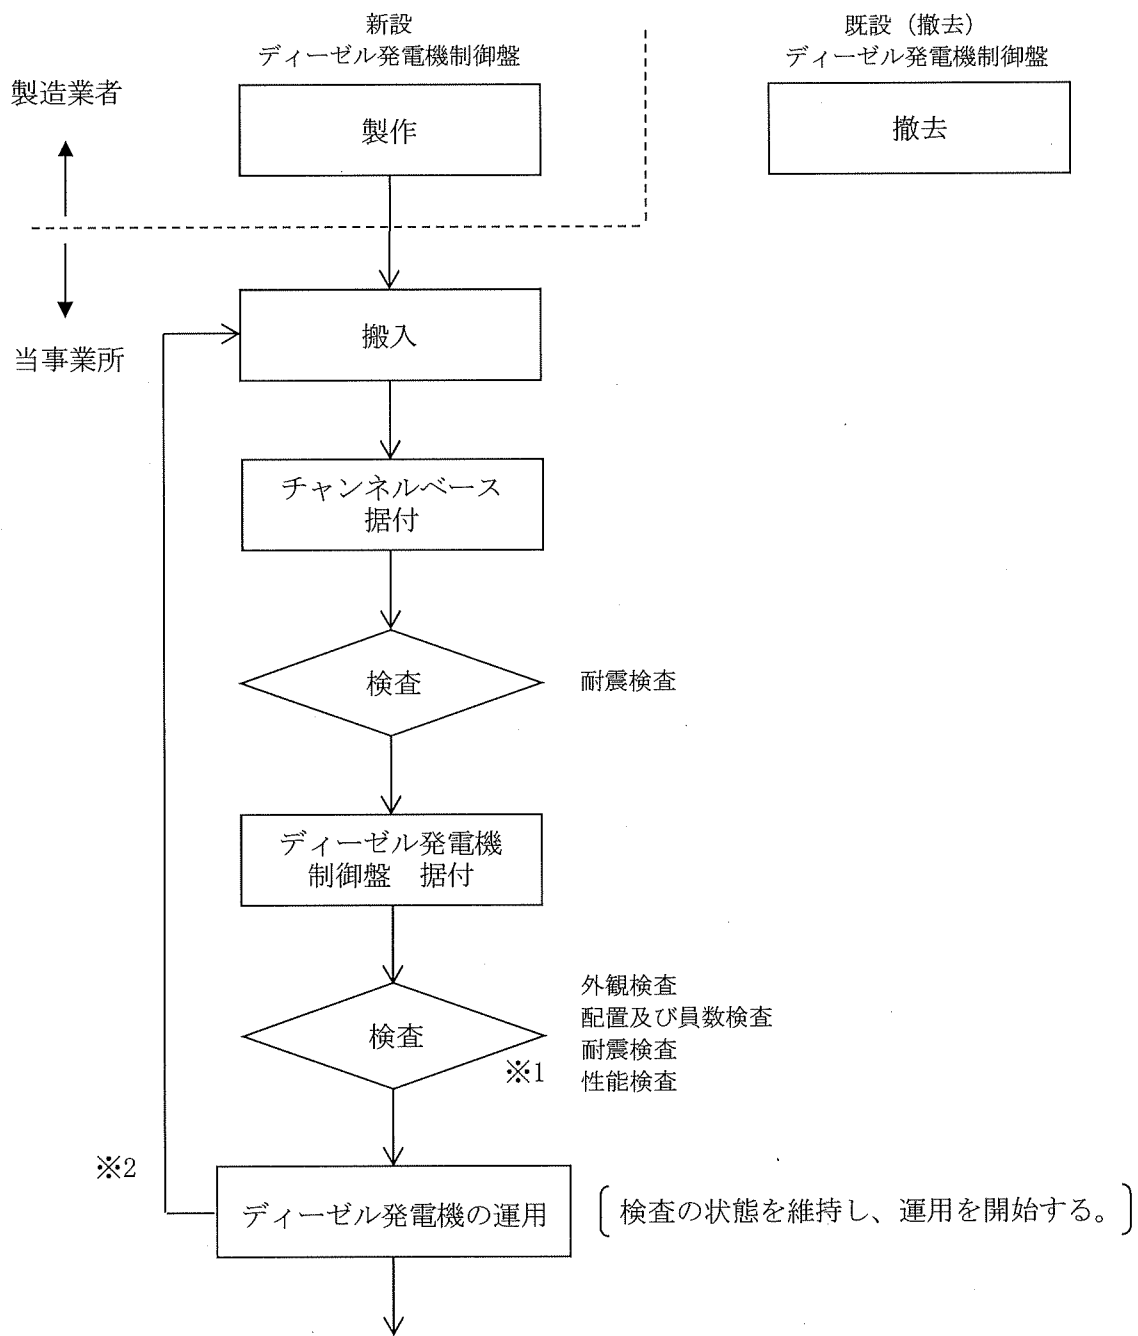 新設
ディーゼル発電機制御盤
既設（撤去）
ディーゼル発電機制御盤
製造業者
製作
撤去
搬入
当事業所
チャンネルベース
据付
検査
耐震検査
ディーゼル発電機
制御盤　据付
検査
※1
外観検査
配置及び員数検査
耐震検査
性能検査
※2
ディーゼル発電機の運用
〔検査の状態を維持し、運用を開始する。〕